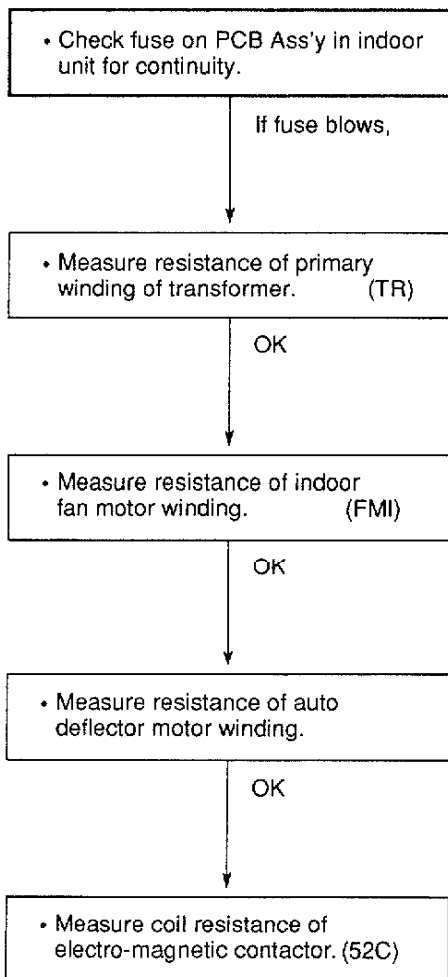 • Check fuse on PCB Ass'y in indoor
unit for continuity.
If fuse blows,
• Measure resistance of primary
winding of transformer. (TR)
OK
• Measure resistance of indoor
fan motor winding. (FMI)
OK
• Measure resistance of auto
deflector motor winding.
OK
• Measure coil resistance of
electro-magnetic contactor. (52C)